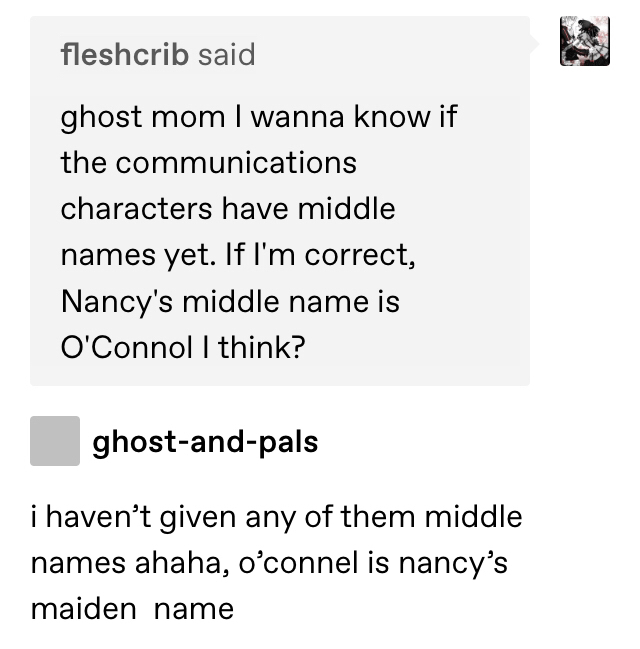 fleshcrib said
ghost mom I wanna know if
the communications
characters have middle
names yet. If I'm correct,
Nancy's middle name is
O'Connol I think?
ghost-and-pals
i haven’t given any of them middle
names ahaha, o’connel is nancy’s
maiden  name